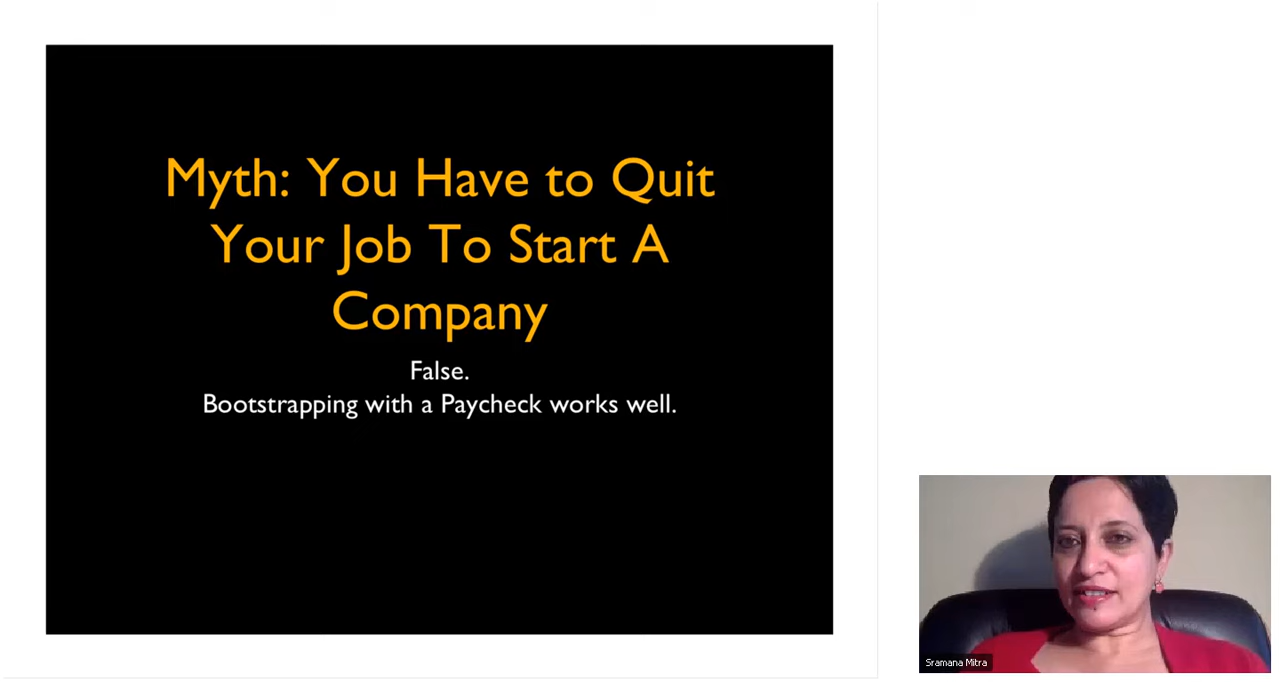 Myth: You Have to Quit
Your Job To Start A
Company
False.
Bootstrapping with a Paycheck works well.
Sramana Mitra